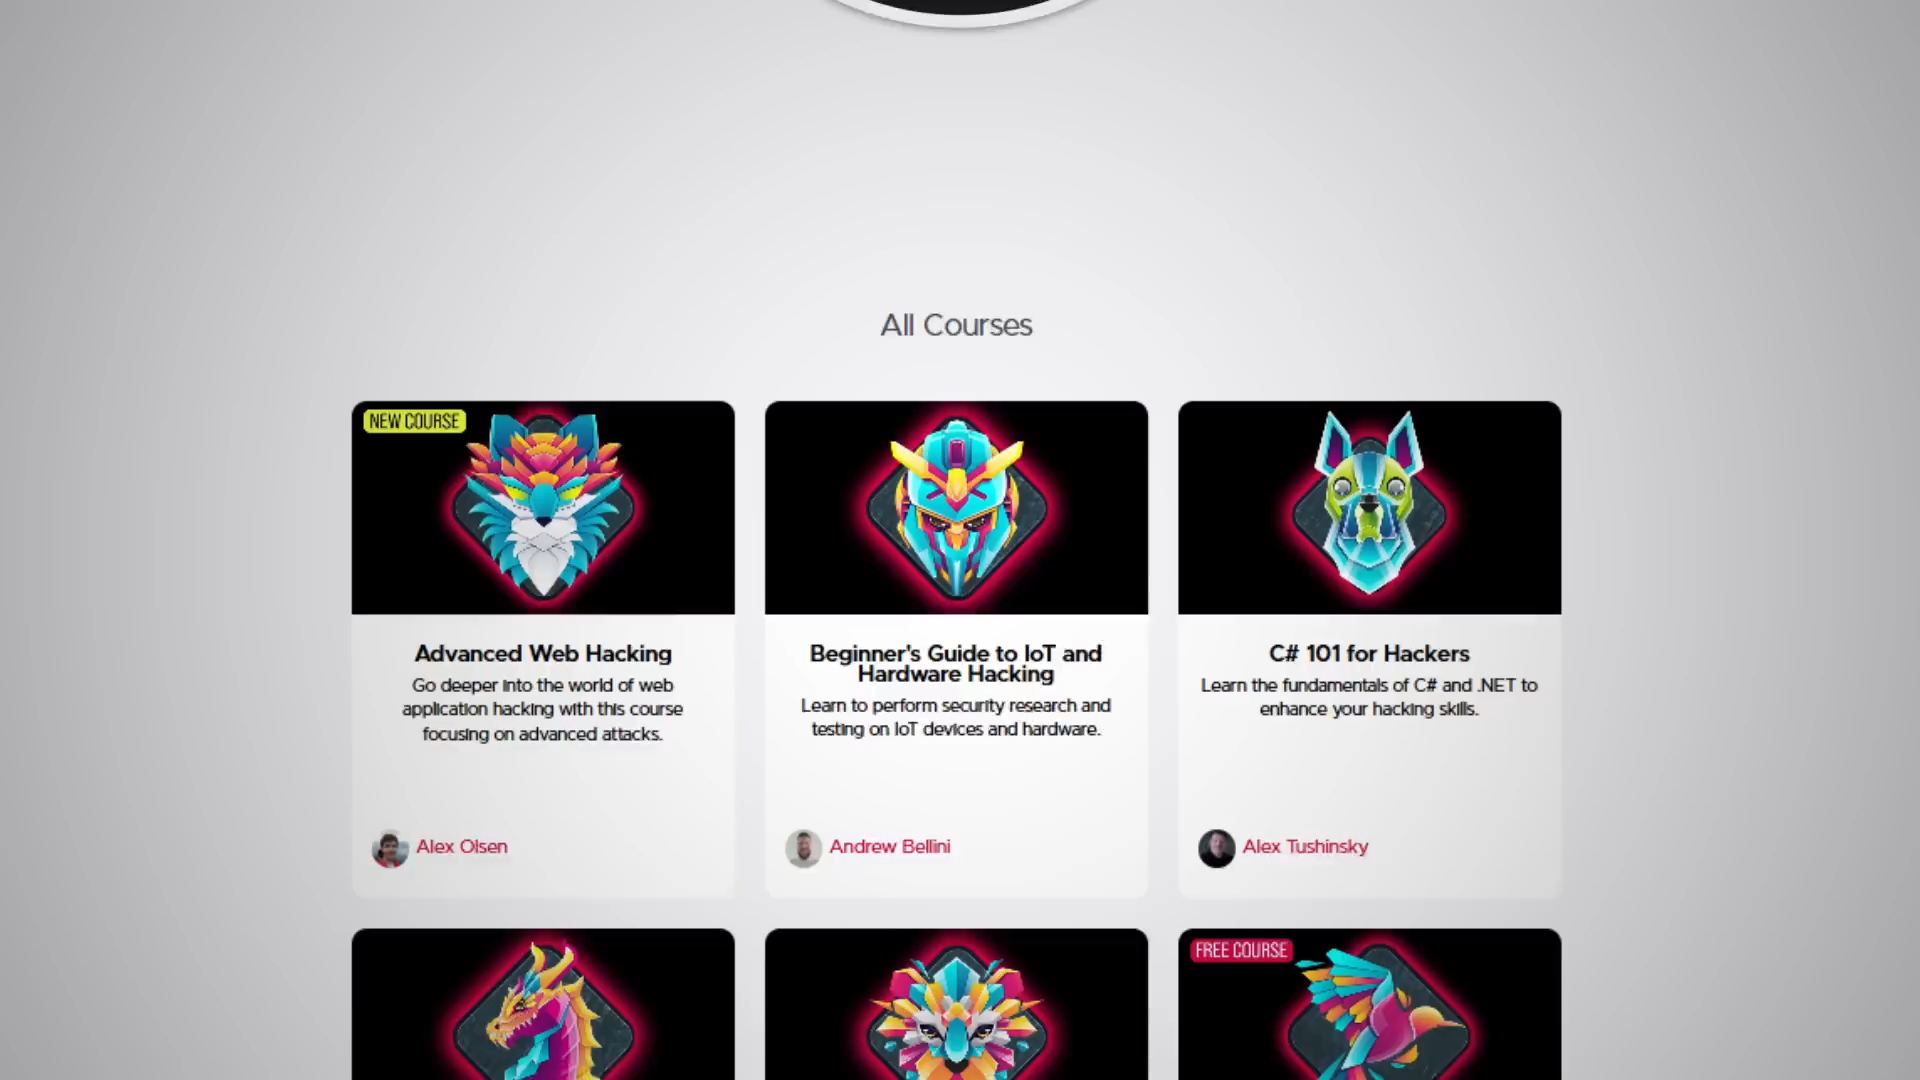 All Courses
NEW COURSE
Advanced Web Hacking
Go deeper into the world of web
application hacking with this course
focusing on advanced attacks.
Alex Olsen
Beginner's Guide to IoT and
Hardware Hacking
Learn to perform security research and
testing on IoT devices and hardware.
Andrew Bellini
C# 101 for Hackers
Learn the fundamentals of C# and .NET to
enhance your hacking skills.
Alex Tushinsky
FREE COURSE